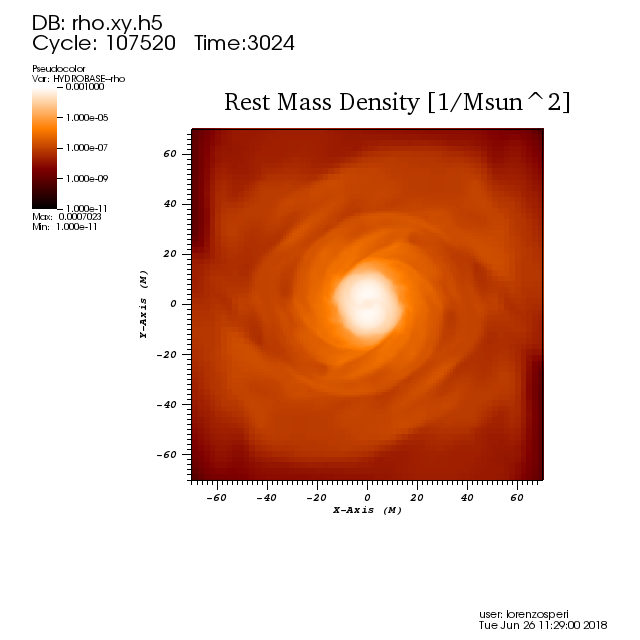 DB: rho.xy.h5
Cycle: 107520 Time:3024
Pseudocolor
Var: HYDROBASE--rho
0.001000
1.000e-05
1.000e-07
1.000e-09
1.000e-11
Max: 0.0007023
Min: 1.000e-11
Rest Mass Density [1/Msun^2]
60
40
20
0
-20
-40
-60
Y-Axis (M)
-60 -40 -20 0 20 40 60
X-Axis (M)
user: lorenzosperi
Tue Jun 26 11:29:00 2018